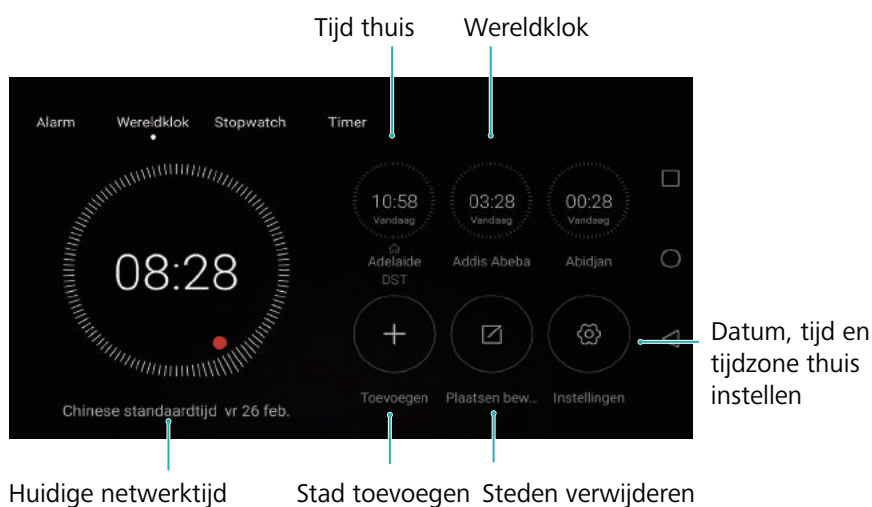 Tijd thuis Wereldklok
Alarm Wereldklok Stopwatch Timer
10:58 03:28 00:28
Vandaag Vandaag Vandaag
08:28
Adelaide Addis Abeba Abidjan
DST
Datum, tijd en
tijdzone thuis
instellen
Toevoegen Plaatsen bew... Instellingen
Chinese standaardtijd vr 26 feb.
Huidige netwerktijd Stad toevoegen Steden verwijderen